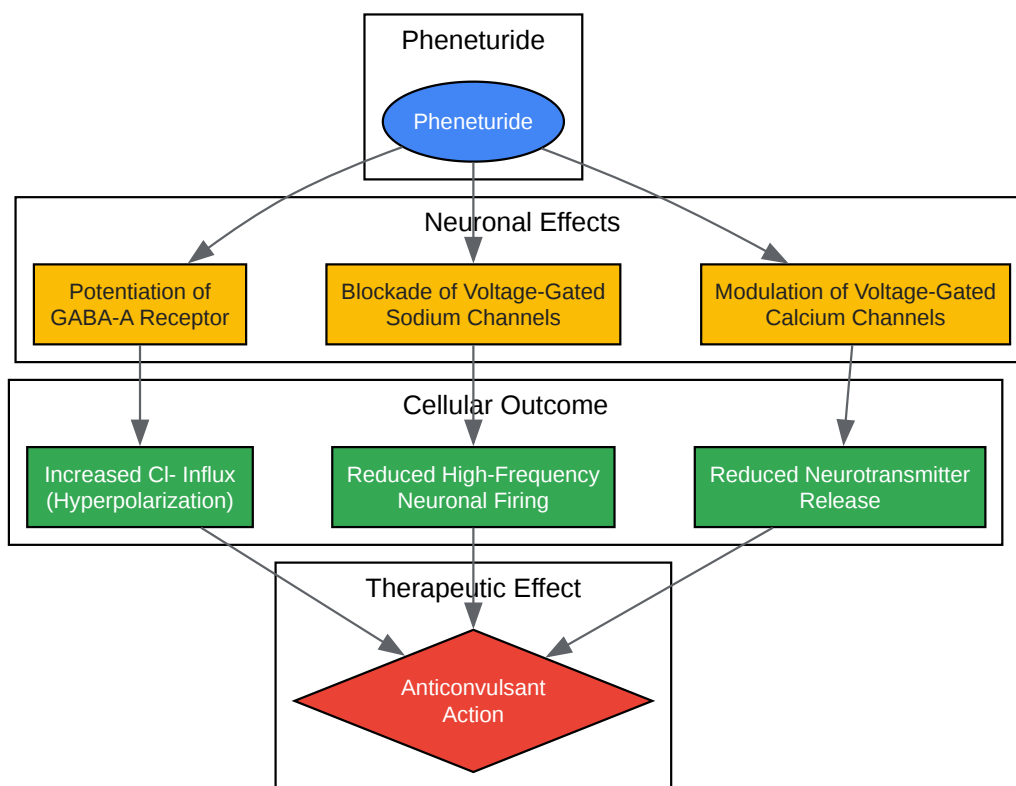 Pheneturide
Pheneturide
Neuronal Effects
Potentiation of
GABA-A Receptor
Blockade of Voltage-Gated
Sodium Channels
Modulation of Voltage-Gated
Calcium Channels
Cellular Outcome
Increased Cl- Influx
(Hyperpolarization)
Reduced High-Frequency
Neuronal Firing
Reduced Neurotransmitter
Release
Therapeutic Effect
Anticonvulsant
Action